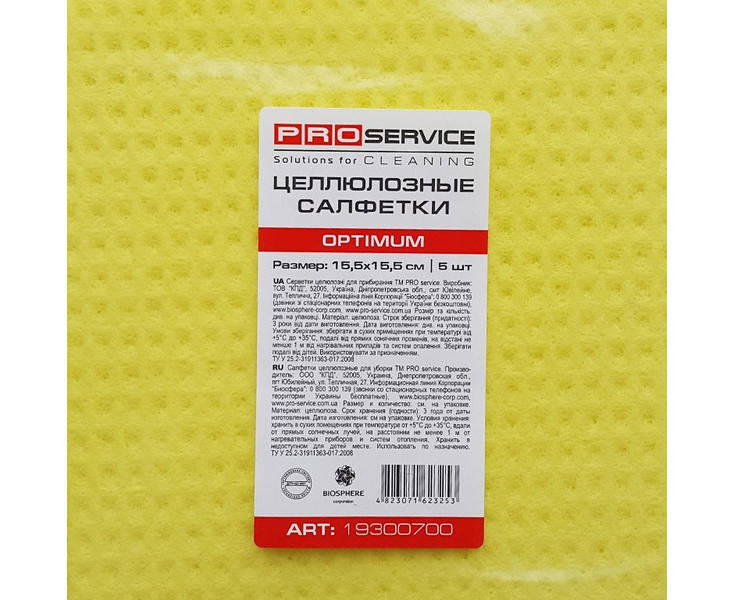 PRO SERVICE
Solutions for CLEANING
ЦЕЛЛЮЛОЗНЫЕ
САЛФЕТКИ
OPTIMUM
Размер: 15,5х15,5 см | 5 шт
UA Серветки целюлозні для прибирання ТМ PRO service. Виробник:
ТОВ "КПД", 52005, Україна, Дніпропетровська обл., смт Ювілейне,
вул. Теплична, 27. Інформаційна лінія Корпорації "Біосфера": 0 800 300 139
(дзвінки зі стаціонарних телефонів на території України безкоштовні),
www.biosphere-corp.com, www.pro-service.com.ua Розмір та кількість:
див. на упаковці. Матеріал: целюлоза. Строк зберігання (придатності):
3 роки від дати виготовлення. Дата виготовлення: див. на упаковці.
Умови зберігання: зберігати в сухих приміщеннях при температурі від
+5°C до +35°C, подалі від прямих сонячних променів, на відстані не
менше 1 м від нагрівальних приладів та систем опалення. Зберігати
подалі від дітей. Використовувати за призначенням.
ТУ У 25.2-31911363-017:2008
RU Салфетки целлюлозные для уборки ТМ PRO service. Производитель: ООО "КПД", 52005, Украина, Днепропетровская обл.,
пгт Юбилейный, ул. Тепличная, 27. Информационная линия Корпорации
"Биосфера": 0 800 300 139 (звонки со стационарных телефонов на
территории Украины бесплатные), www.biosphere-corp.com,
www.pro-service.com.ua Размер и количество: см. на упаковке.
Материал: целлюлоза. Срок хранения (годности): 3 года от даты
изготовления. Дата изготовления: см на упаковке. Условия хранения:
хранить в сухих помещениях при температуре от +5°C до +35°C, вдали
от прямых солнечных лучей, на расстоянии не менее 1 м от
нагревательных приборов и систем отопления. Хранить в
недоступном для детей месте. Использовать по назначению.
ТУ У 25.2-31911363-017:2008
BIOSPHERE
corporation
4 823071 623253
ART: 19300700